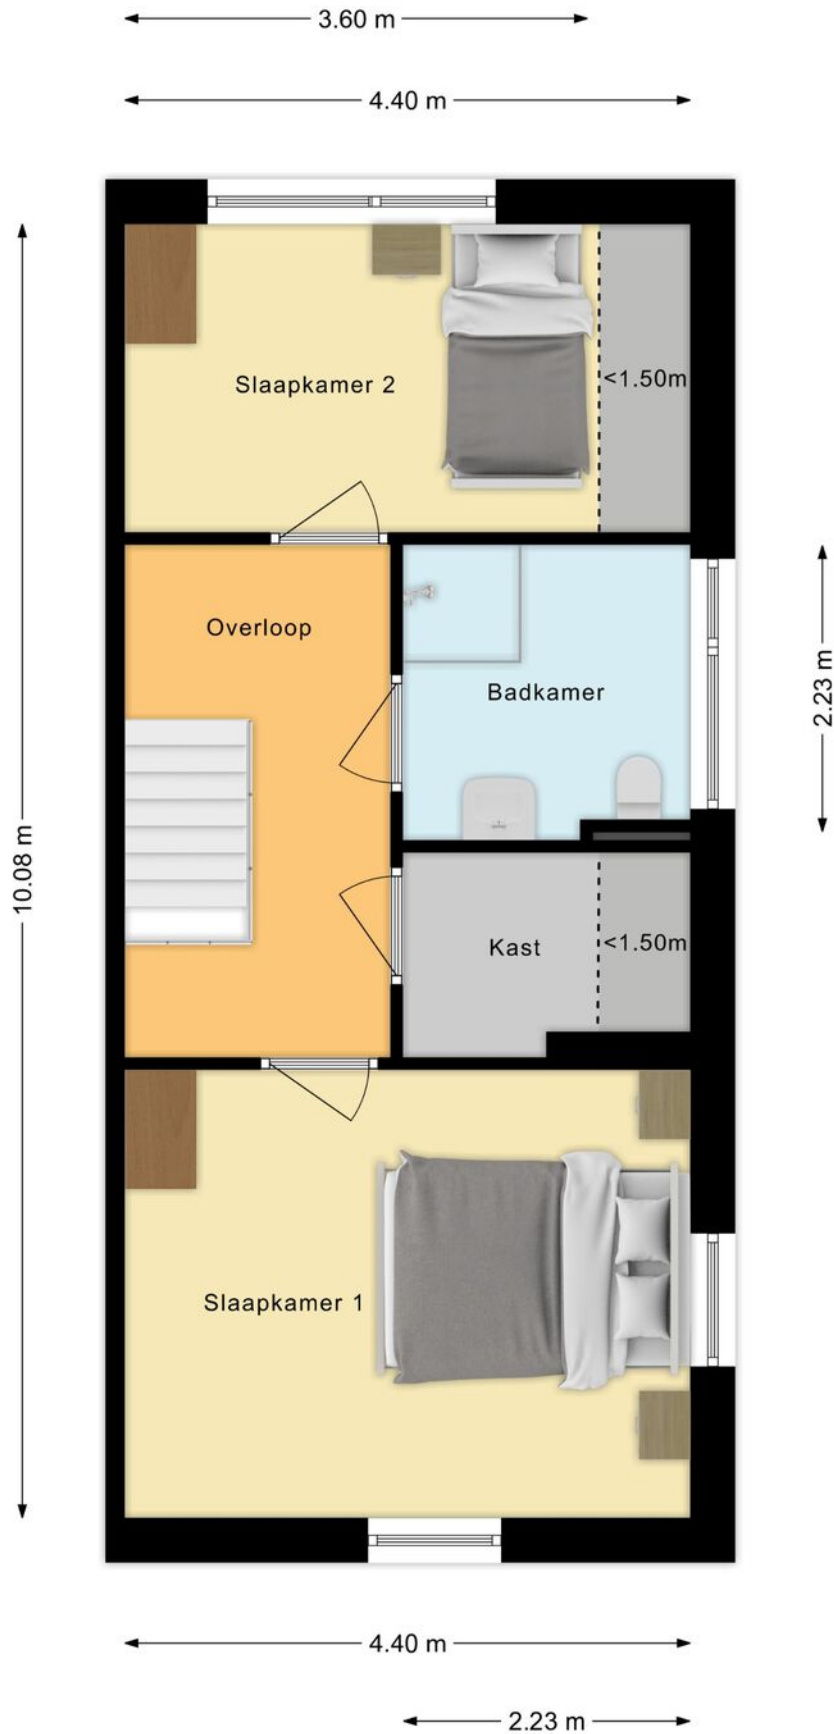 3.60 m
4.40 m
Slaapkamer 2
<1.50m
Overloop
Badkamer
2.23 m
10.08 m
Kast
<1.50m
Slaapkamer 1
4.40 m
2.23 m